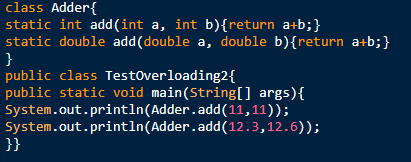 class Adder{
static int add(int a, int b){return a+b;}
static double add(double a, double b){return a+b;}
}
public class TestOverloading2{
public static void main(String[] args){
System.out.println(Adder.add(11,11));
System.out.println(Adder.add(12.3,12.6));
}}